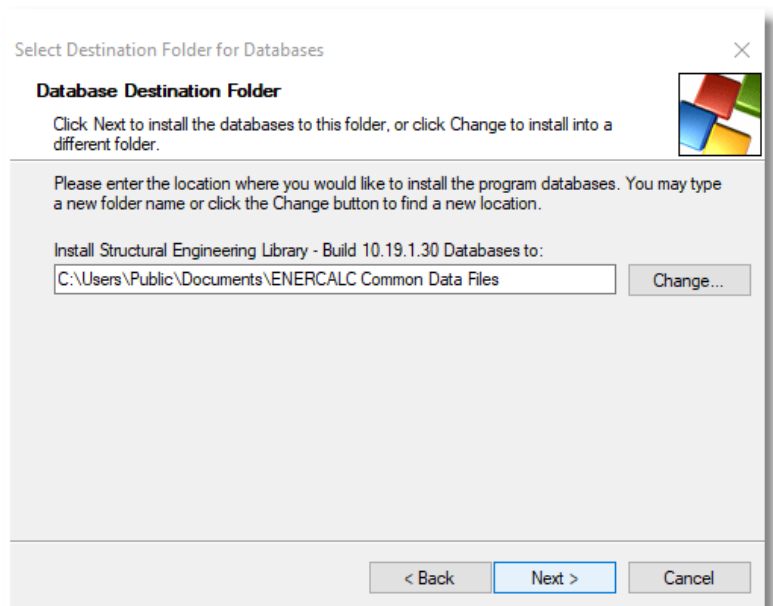 Select Destination Folder for Databases
Database Destination Folder
Click Next to install the databases to this folder, or click Change to install into a
different folder.
Please enter the location where you would like to install the program databases. You may type
a new folder name or click the Change button to find a new location.
Install Structural Engineering Library - Build 10.19.1.30 Databases to:
C:\Users\Public\Documents\ENERCALC Common Data Files
Change...
< Back
Next >
Cancel